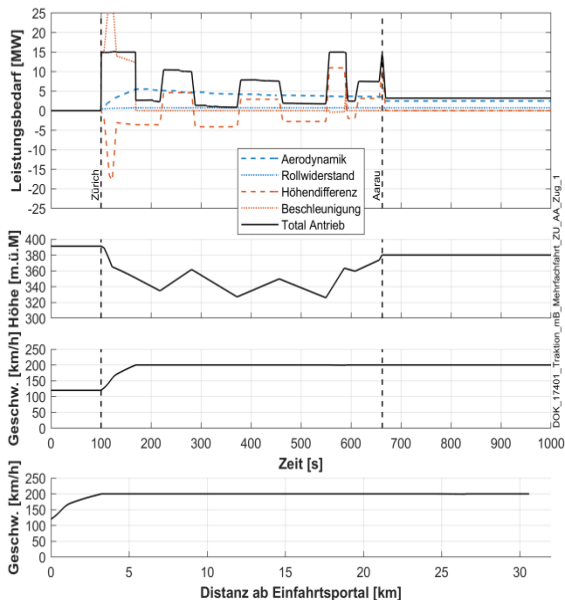 Leistungsbedarf [MW]
25
20
15
10
5
0
-5
-10
-15
-20
-25
Zürich
Aarau
Aerodynamik
Rollwiderstand
Höhendifferenz
Beschleunigung
Total Antrieb
Höhe [m.ü.M]
400
380
360
340
320
300
Geschw. [km/h]
250
200
150
100
50
0
0 100 200 300 400 500 600 700 800 900 1000
Zeit [s]
DOK_17401_Traktion_mB_Mehrfachfahrt_ZU_AA_Zug_1
Geschw. [km/h]
250
200
150
100
50
0
0 5 10 15 20 25 30
Distanz ab Einfahrtsportal [km]